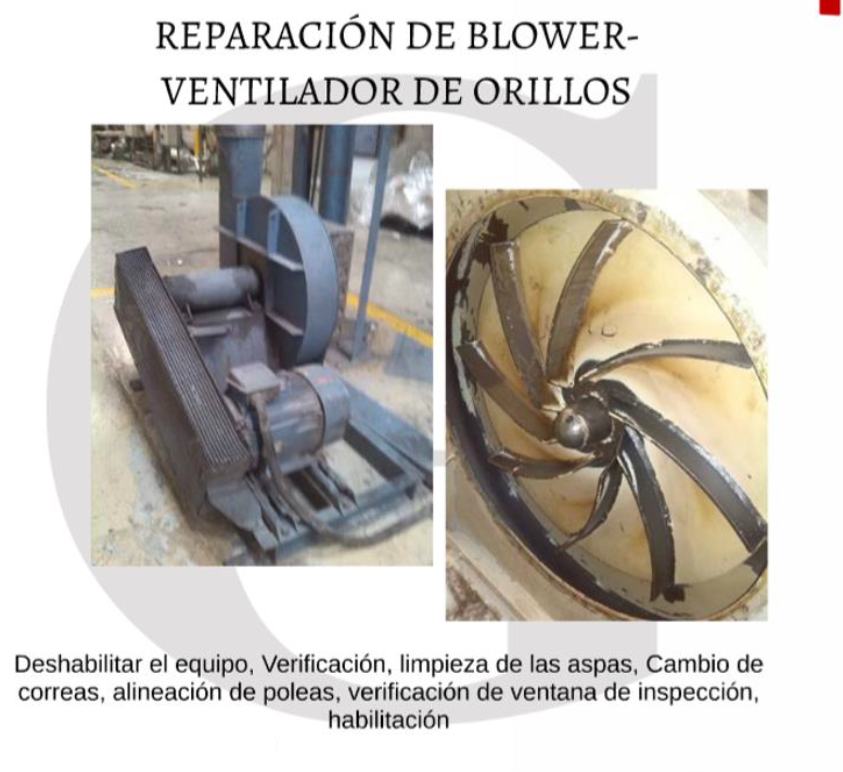 REPARACIÓN DE BLOWER-
VENTILADOR DE ORILLOS
Deshabilitar el equipo, Verificación, limpieza de las aspas, Cambio de
correas, alineación de poleas, verificación de ventana de inspección,
habilitación